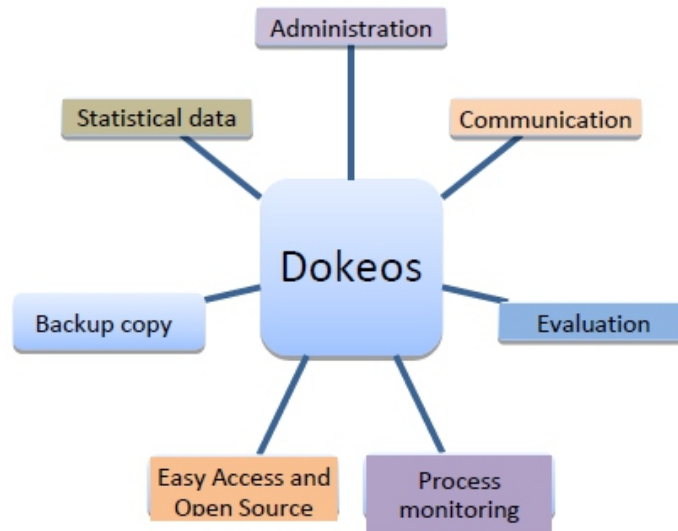 Administration
Statistical data
Communication
Dokeos
Backup copy
Evaluation
Easy Access and
Open Source
Process
monitoring